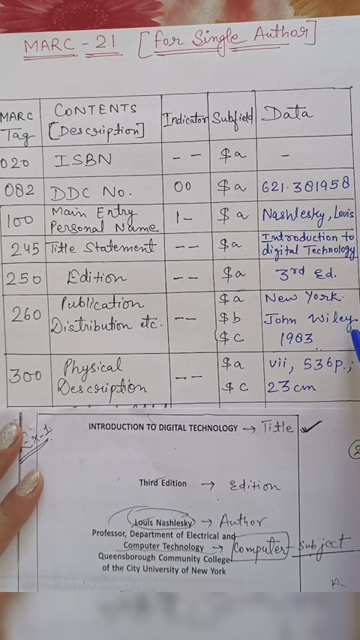 MARC - 21 [for Single Author]
MARC Tag CONTENTS [Description] Indicator Subfield Data
020 ISBN -- $a -
082 DDC No. 00 $a 621.381958
100 Main Entry Personal Name 1- $a Nashlesky, Louis
245 Title Statement -- $a Introduction to digital Technology
250 Edition -- $a 3rd Ed.
260 Publication Distribution etc. -- $a New York
$b John Wiley
$c 1983
300 Physical Description -- $a vii, 536p.;
$c 23cm
INTRODUCTION TO DIGITAL TECHNOLOGY → Title ✓
Third Edition → Edition
Louis Nashlesky → Author
Professor, Department of Electrical and
Computer Technology → Computer - subject
Queensborough Community College
of the City University of New York